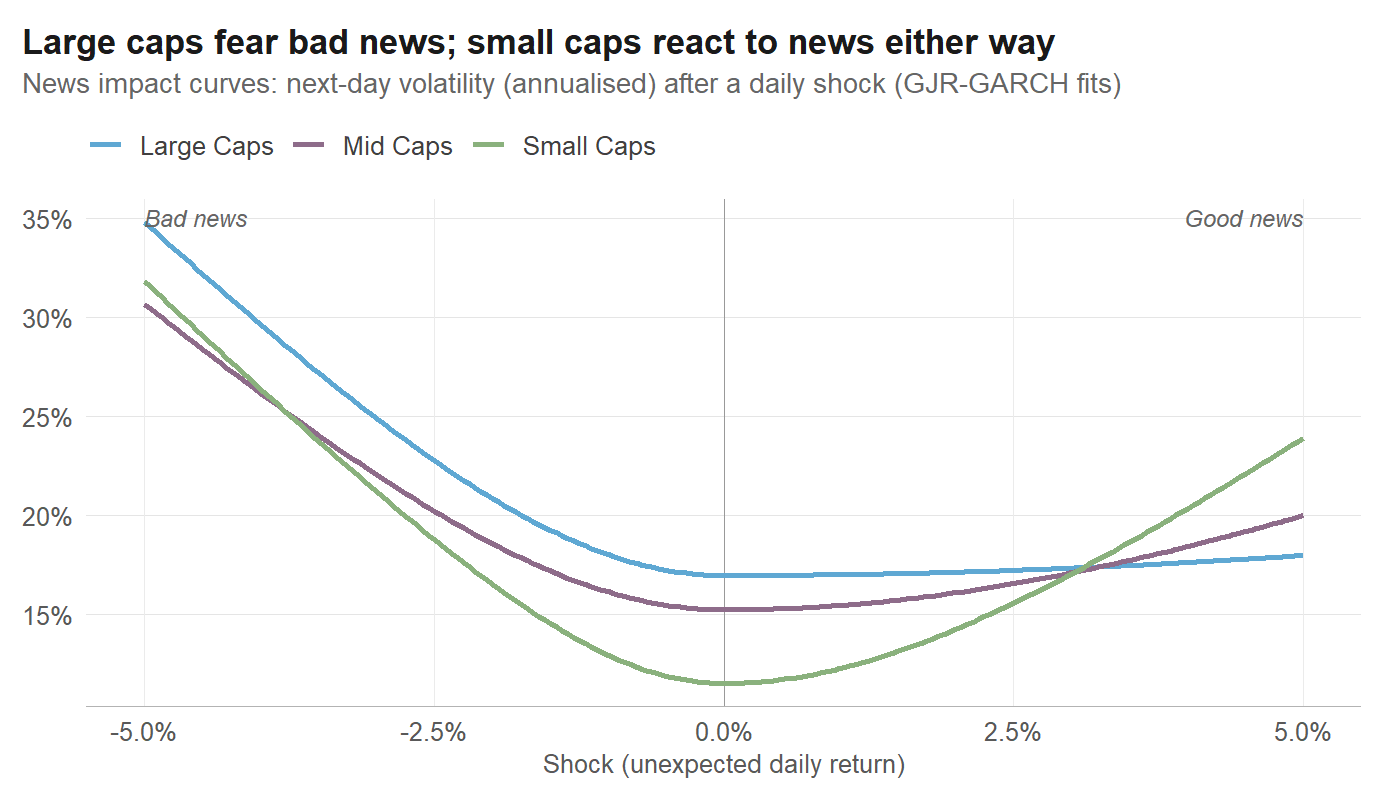 Large caps fear bad news; small caps react to news either way
News impact curves: next-day volatility (annualised) after a daily shock (GJR-GARCH fits)
Large Caps Mid Caps Small Caps
Bad news Good news
35%
30%
25%
20%
15%
-5.0% -2.5% 0.0% 2.5% 5.0%
Shock (unexpected daily return)